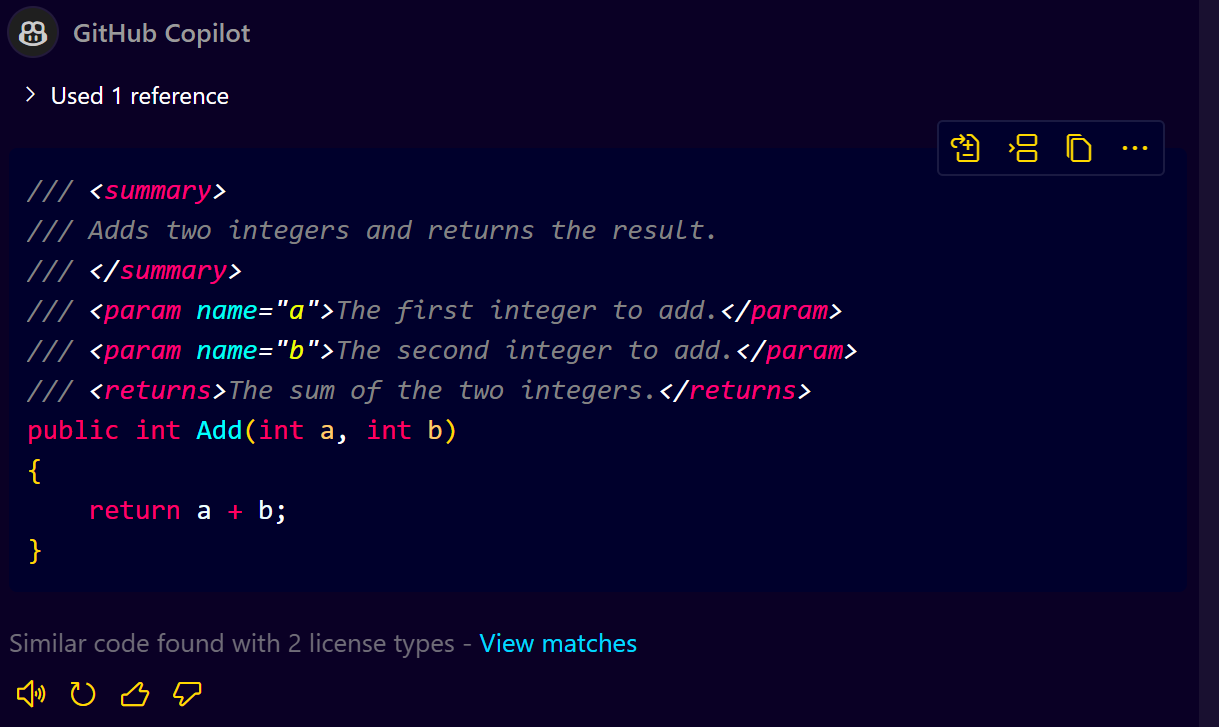 GitHub Copilot
Used 1 reference
/// <summary>
/// Adds two integers and returns the result.
/// </summary>
/// <param name="a">The first integer to add.</param>
/// <param name="b">The second integer to add.</param>
/// <returns>The sum of the two integers.</returns>
public int Add(int a, int b)
{
    return a + b;
}
Similar code found with 2 license types - View matches